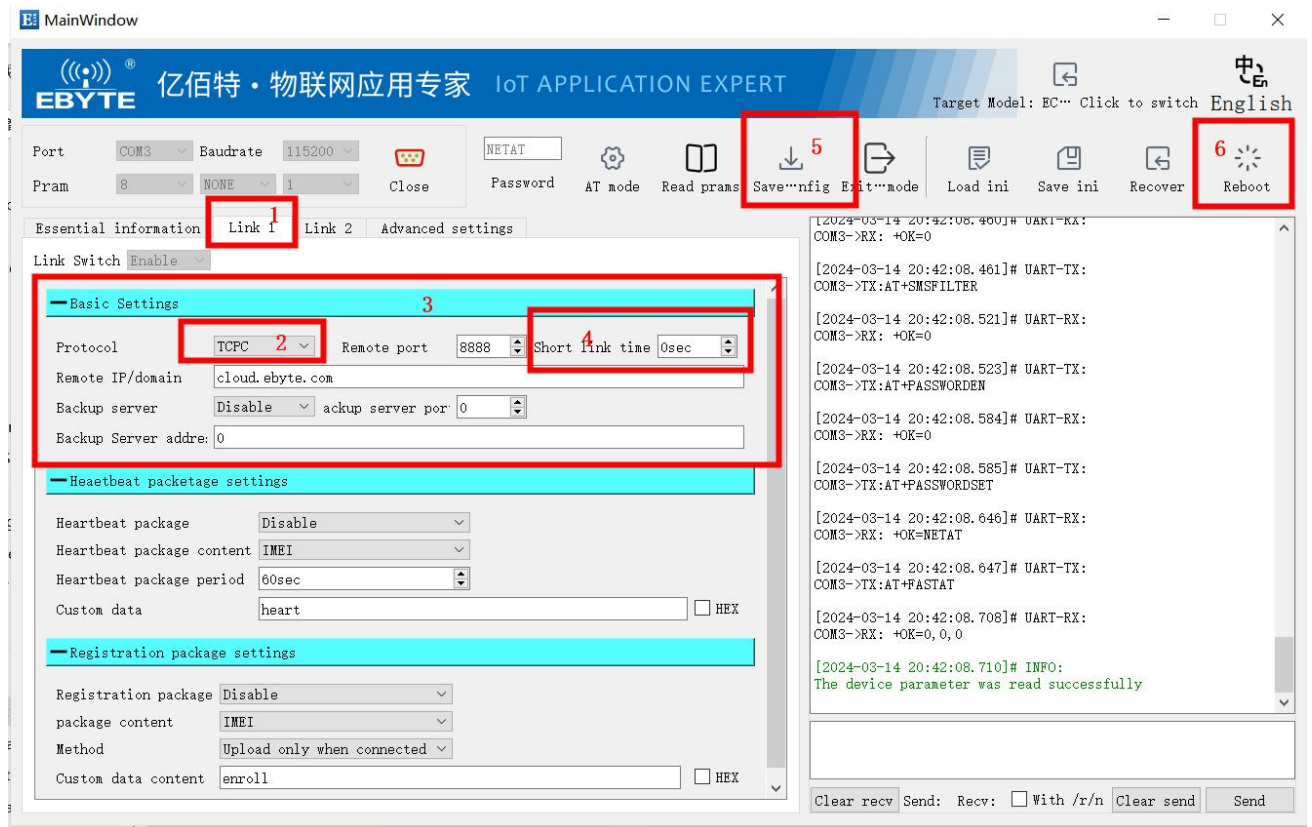 MainWindow
EBYTE ® 亿佰特·物联网应用专家 IoT APPLICATION EXPERT
Target Model: EC… Click to switch
中 En
English
Port COM3 Baudrate 115200 Close
Pram 8 NONE 1
NETAT
Password
AT mode
Read prams
Save…nfig
5
Exit…mode
Load ini
Save ini
Recover
6
Reboot
Essential information
Link 1
1
Link 2
Advanced settings
Link Switch Enable
Basic Settings
3
Protocol TCPC 2 Remote port 8888 Short link time 0sec
4
Remote IP/domain cloud.ebyte.com
Backup server Disable ackup server por 0
Backup Server addre: 0
Heaetbeat packetage settings
Heartbeat package Disable
Heartbeat package content IMEI
Heartbeat package period 60sec
Custom data heart HEX
Registration package settings
Registration package Disable
package content IMEI
Method Upload only when connected
Custom data content enroll HEX
[2024-03-14 20:42:08.460]# UART-RX:
COM3->RX: +OK=0
[2024-03-14 20:42:08.461]# UART-TX:
COM3->TX:AT+SMSFILTER
[2024-03-14 20:42:08.521]# UART-RX:
COM3->RX: +OK=0
[2024-03-14 20:42:08.523]# UART-TX:
COM3->TX:AT+PASSWORDEN
[2024-03-14 20:42:08.584]# UART-RX:
COM3->RX: +OK=0
[2024-03-14 20:42:08.585]# UART-TX:
COM3->TX:AT+PASSWORDSET
[2024-03-14 20:42:08.646]# UART-RX:
COM3->RX: +OK=NETAT
[2024-03-14 20:42:08.647]# UART-TX:
COM3->TX:AT+FASTAT
[2024-03-14 20:42:08.708]# UART-RX:
COM3->RX: +OK=0,0,0
[2024-03-14 20:42:08.710]# INFO:
The device parameter was read successfully
Clear recv Send: Recv: With /r/n Clear send Send